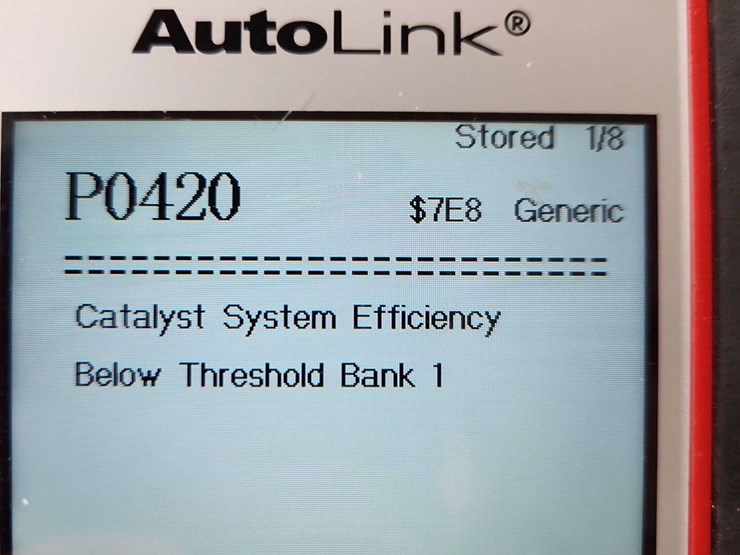 AutoLink®
Stored 1/8
P0420 $7E8 Generic
===========================
Catalyst System Efficiency
Below Threshold Bank 1